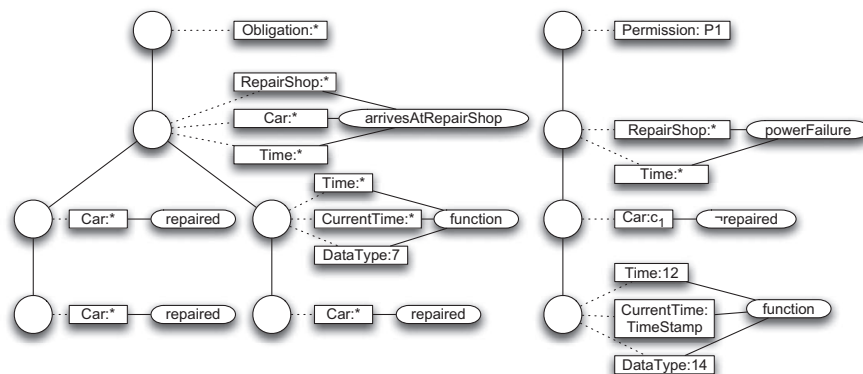 Obligation:*
RepairShop:*
Car:*
arrivesAtRepairShop
Time:*
Car:*
repaired
Time:*
CurrentTime:*
function
DataType:7
Car:*
repaired
Car:*
repaired
Permission: P1
RepairShop:*
powerFailure
Time:*
Car:c₁
¬repaired
Time:12
CurrentTime:
TimeStamp
function
DataType:14